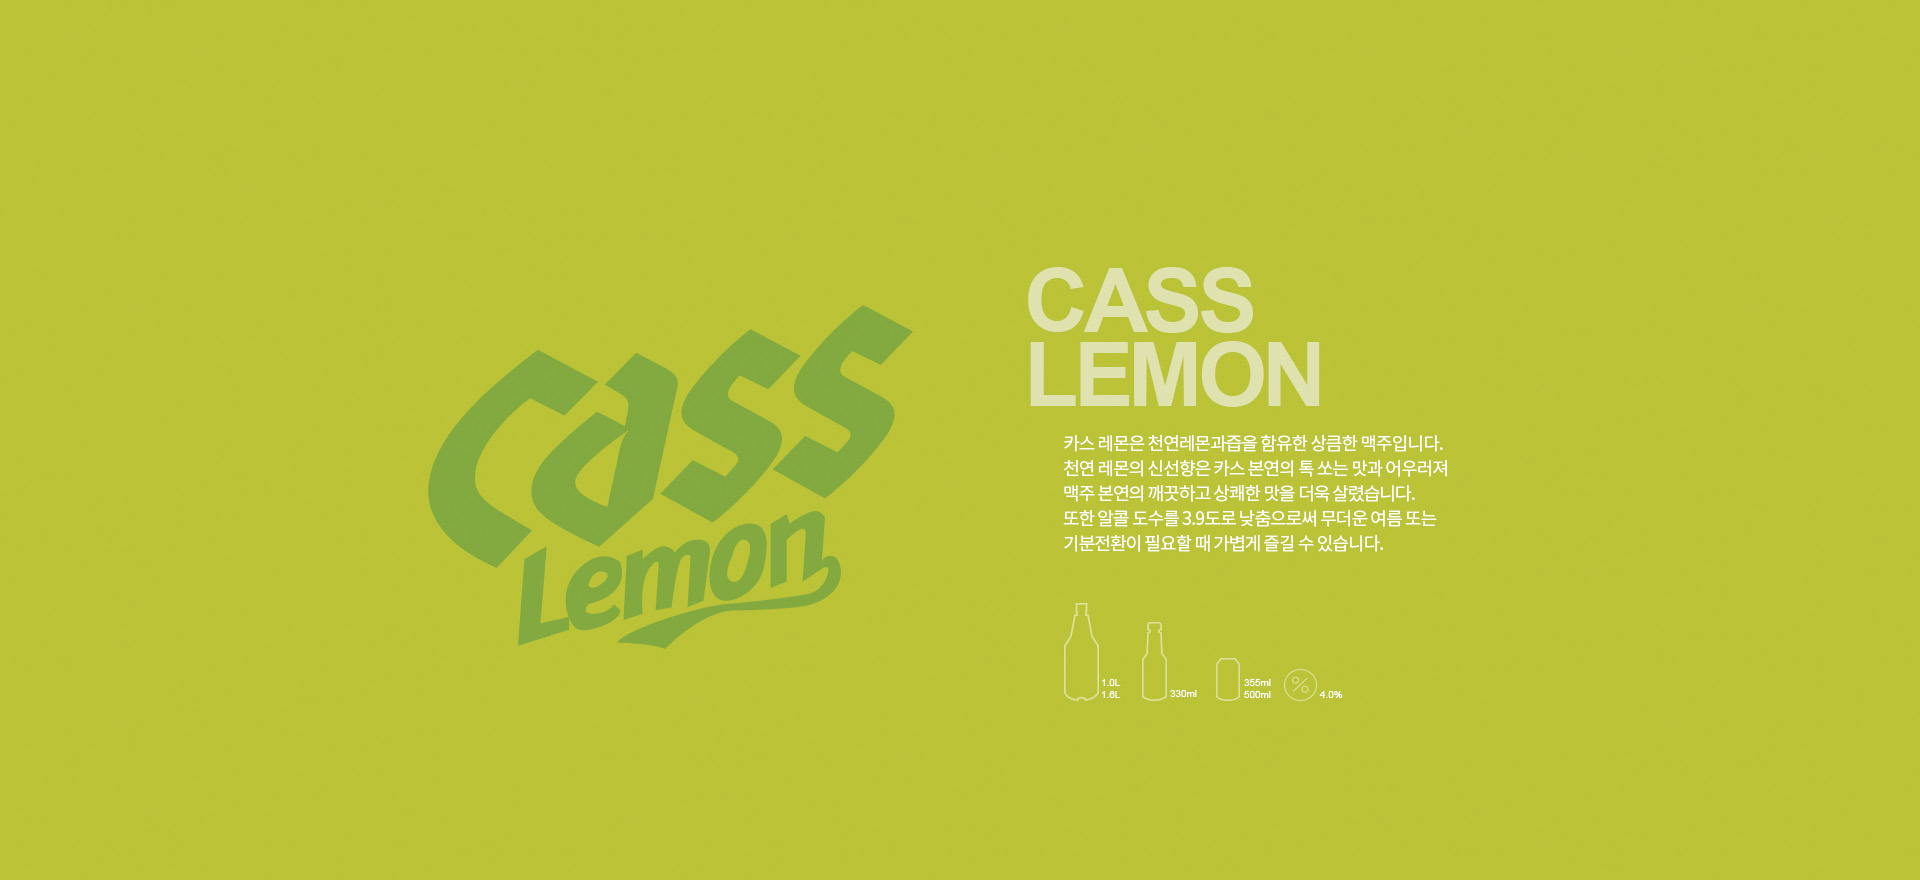 Cass
Lemon
CASS
LEMON
카스 레몬은 천연레몬과즙을 함유한 상큼한 맥주입니다.
천연 레몬의 신선향은 카스 본연의 톡 쏘는 맛과 어우러져
맥주 본연의 깨끗하고 상쾌한 맛을 더욱 살렸습니다.
또한 알콜 도수를 3.9도로 낮춤으로써 무더운 여름 또는
기분전환이 필요할 때 가볍게 즐길 수 있습니다.
1.0L
1.6L
330ml
355ml
500ml
%
4.0%